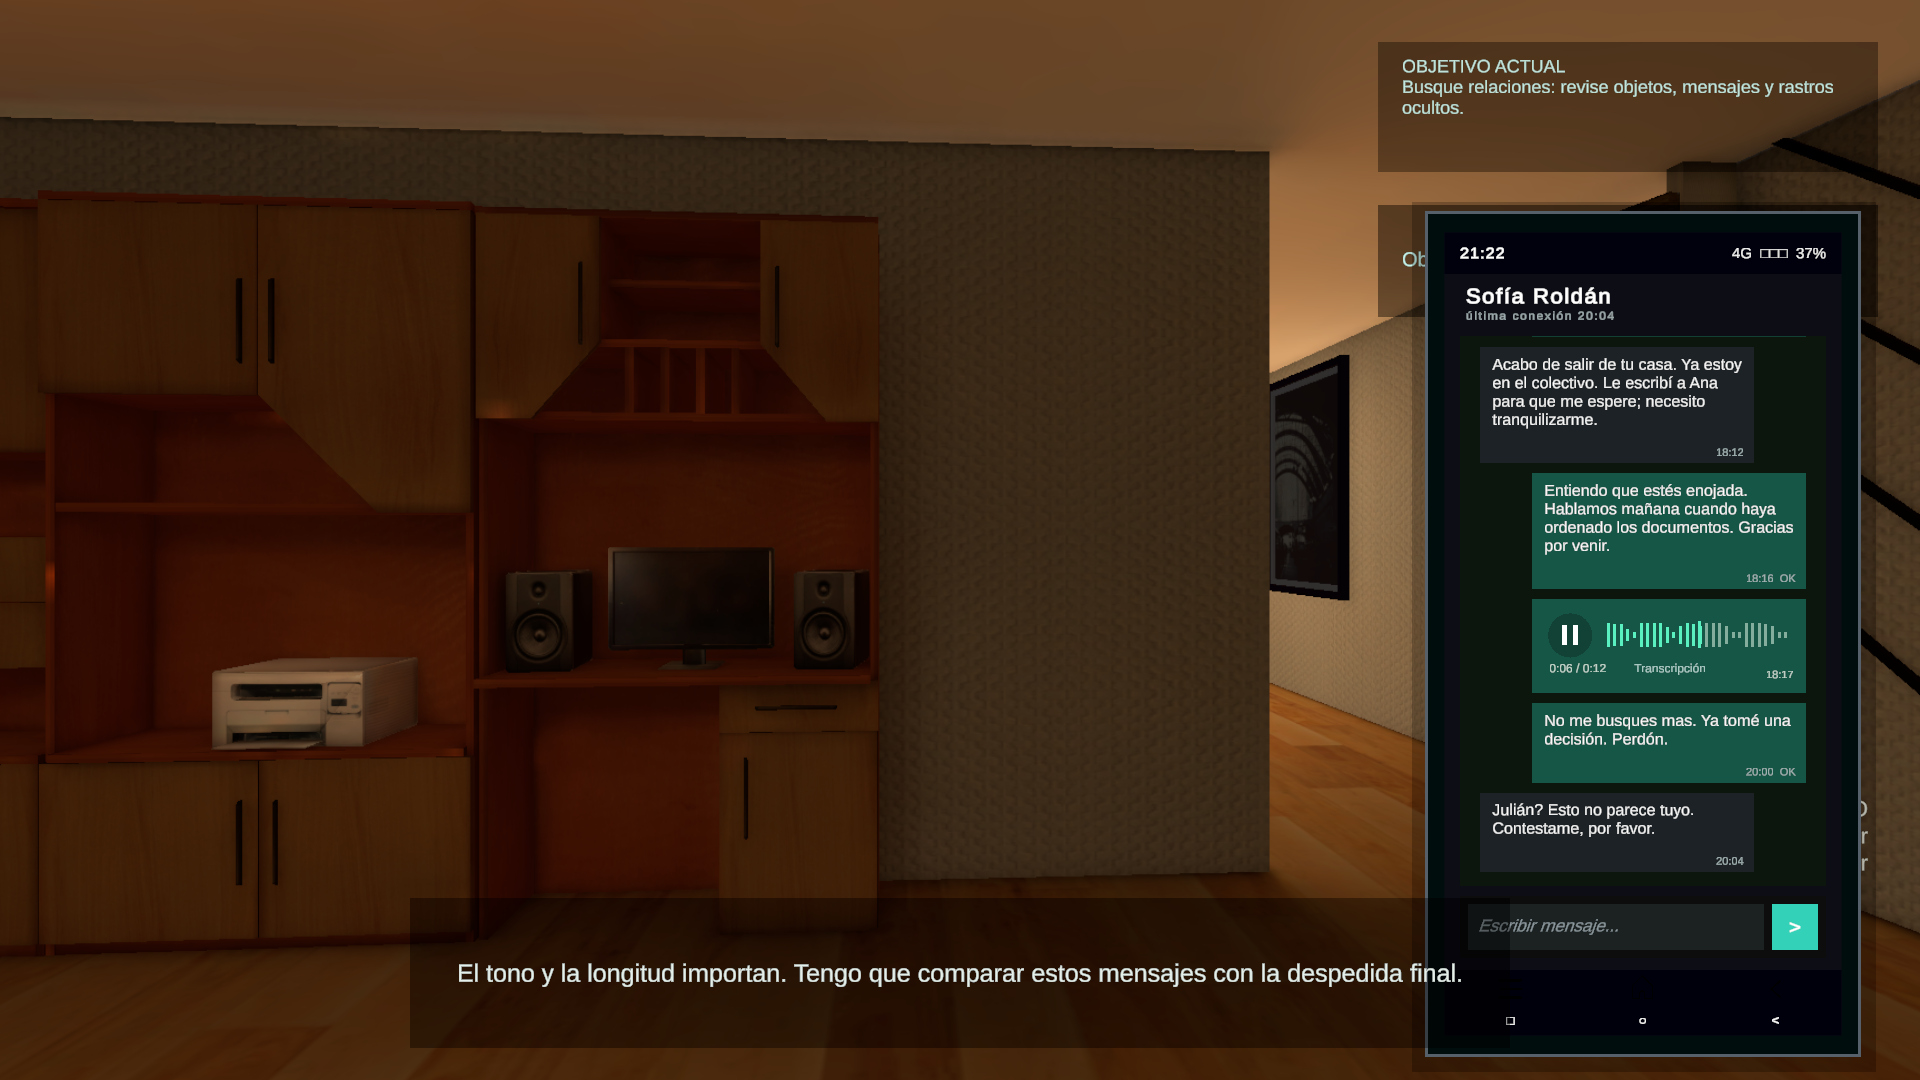 OBJETIVO ACTUAL
Busque relaciones: revise objetos, mensajes y rastros
ocultos.
21:22
4G 37%
Sofía Roldán
última conexión 20:04
Acabo de salir de tu casa. Ya estoy
en el colectivo. Le escribí a Ana
para que me espere; necesito
tranquilizarme.
18:12
Entiendo que estés enojada.
Hablamos mañana cuando haya
ordenado los documentos. Gracias
por venir.
18:16 OK
0:06 / 0:12 Transcripción
18:17
No me busques mas. Ya tomé una
decisión. Perdón.
20:00 OK
Julián? Esto no parece tuyo.
Contestame, por favor.
20:04
Escribir mensaje...
>
El tono y la longitud importan. Tengo que comparar estos mensajes con la despedida final.